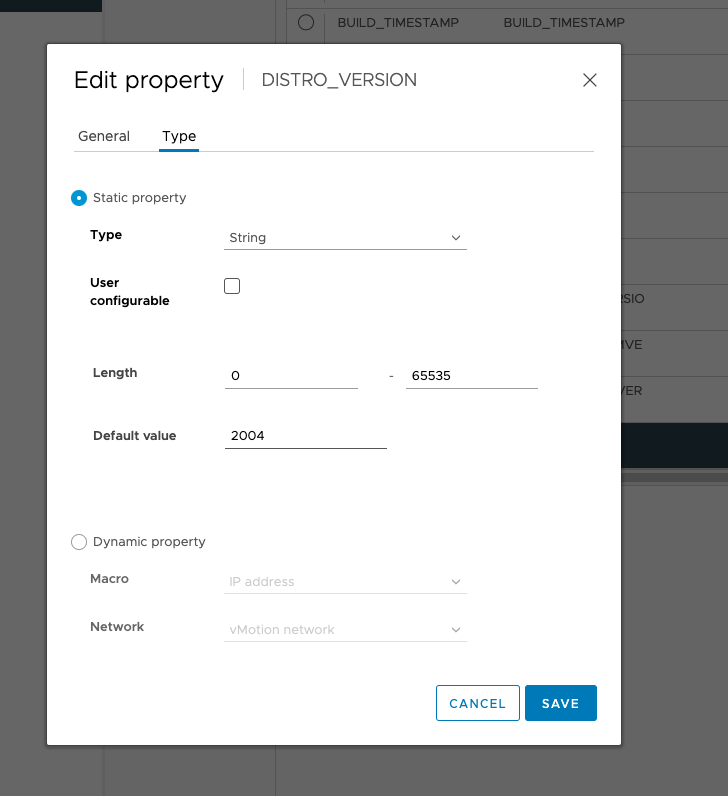 BUILD_TIMESTAMP BUILD_TIMESTAMP
Edit property DISTRO_VERSION
General Type
Static property
Type String
User
configurable
RSIO
Length 0 - 65535
VER
Default value 2004
Dynamic property
Macro IP address
Network vMotion network
CANCEL SAVE